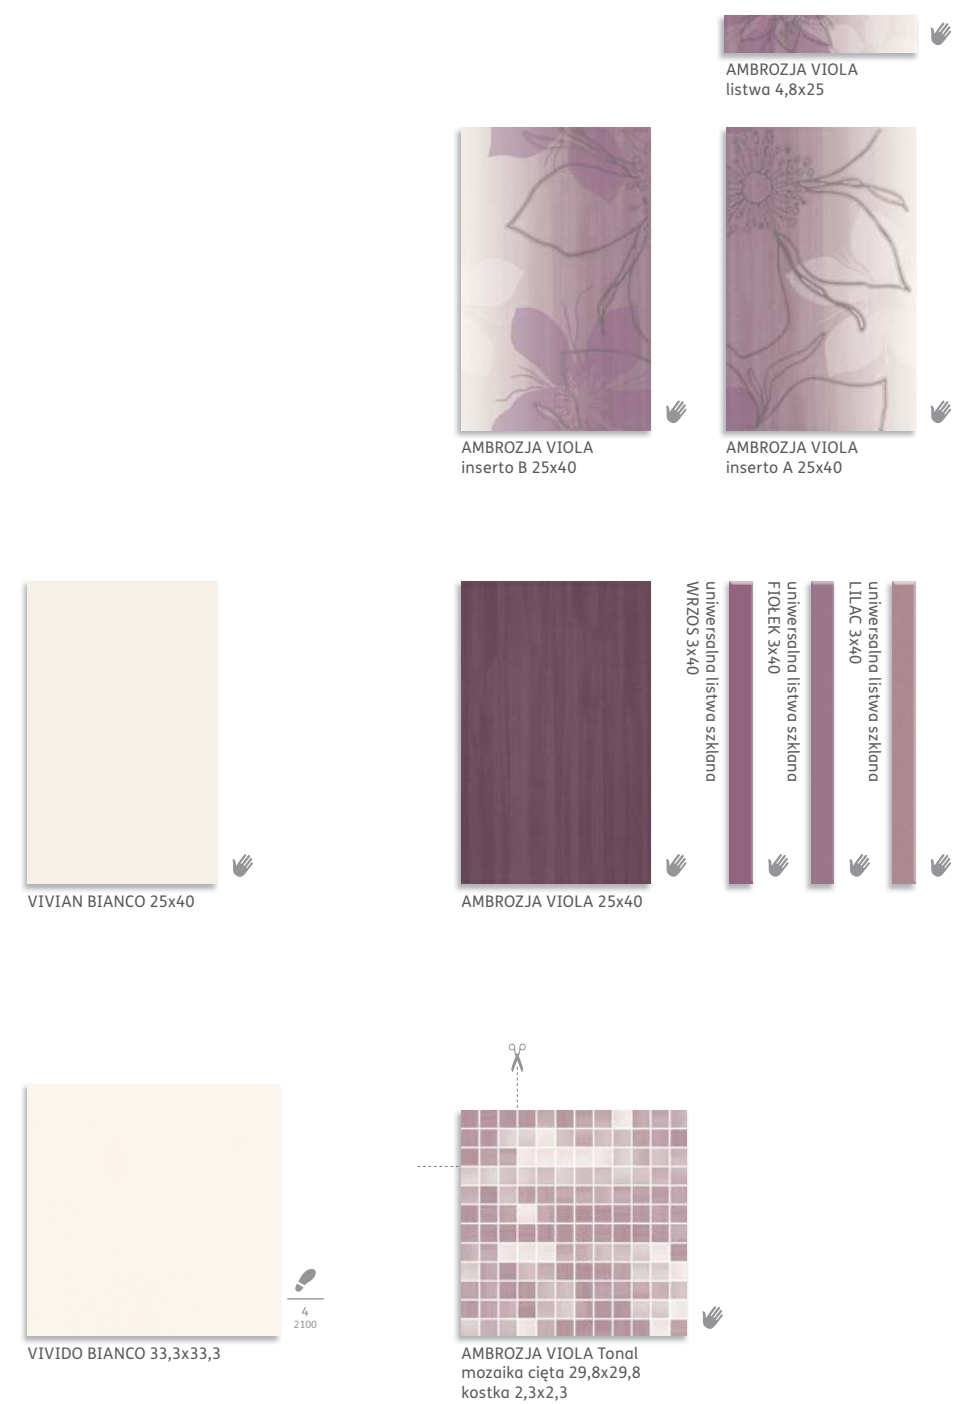 AMBROZJA VIOLA
listwa 4,8x25
AMBROZJA VIOLA
inserto B 25x40
AMBROZJA VIOLA
inserto A 25x40
uniwersalna listwa szklana
WRZOS 3x40
uniwersalna listwa szklana
FIOŁEK 3x40
uniwersalna listwa szklana
LILAC 3x40
VIVIAN BIANCO 25x40
AMBROZJA VIOLA 25x40
4
2100
VIVIDO BIANCO 33,3x33,3
AMBROZJA VIOLA Tonal
mozaika cięta 29,8x29,8
kostka 2,3x2,3